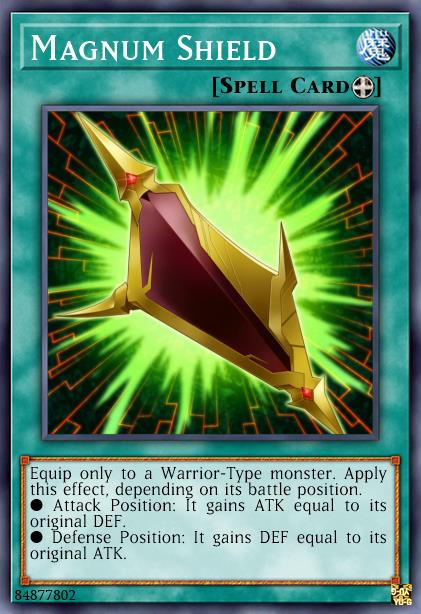 Magnum Shield
魔
[Spell Card]
Equip only to a Warrior-Type monster. Apply
this effect, depending on its battle position.
● Attack Position: It gains ATK equal to its
original DEF.
● Defense Position: It gains DEF equal to its
original ATK.
84877802